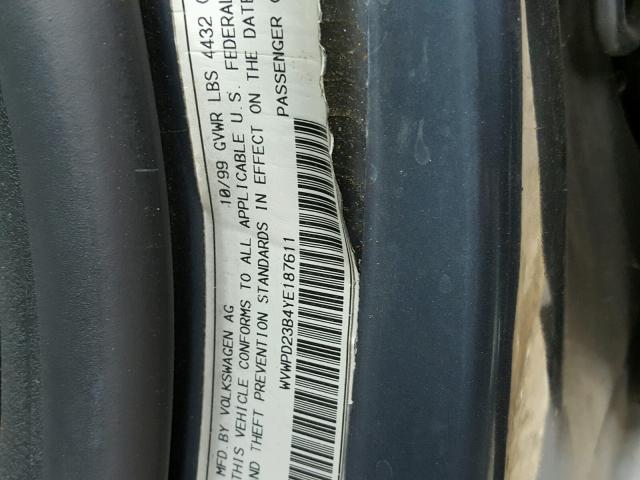 MFD.BY VOLKSWAGEN AG 10/99 GVWR LBS 4432
THIS VEHICLE CONFORMS TO ALL APPLICABLE U.S. FEDERAL
AND THEFT PREVENTION STANDARDS IN EFFECT ON THE DATE
WVWPD23B4YE187611 PASSENGER